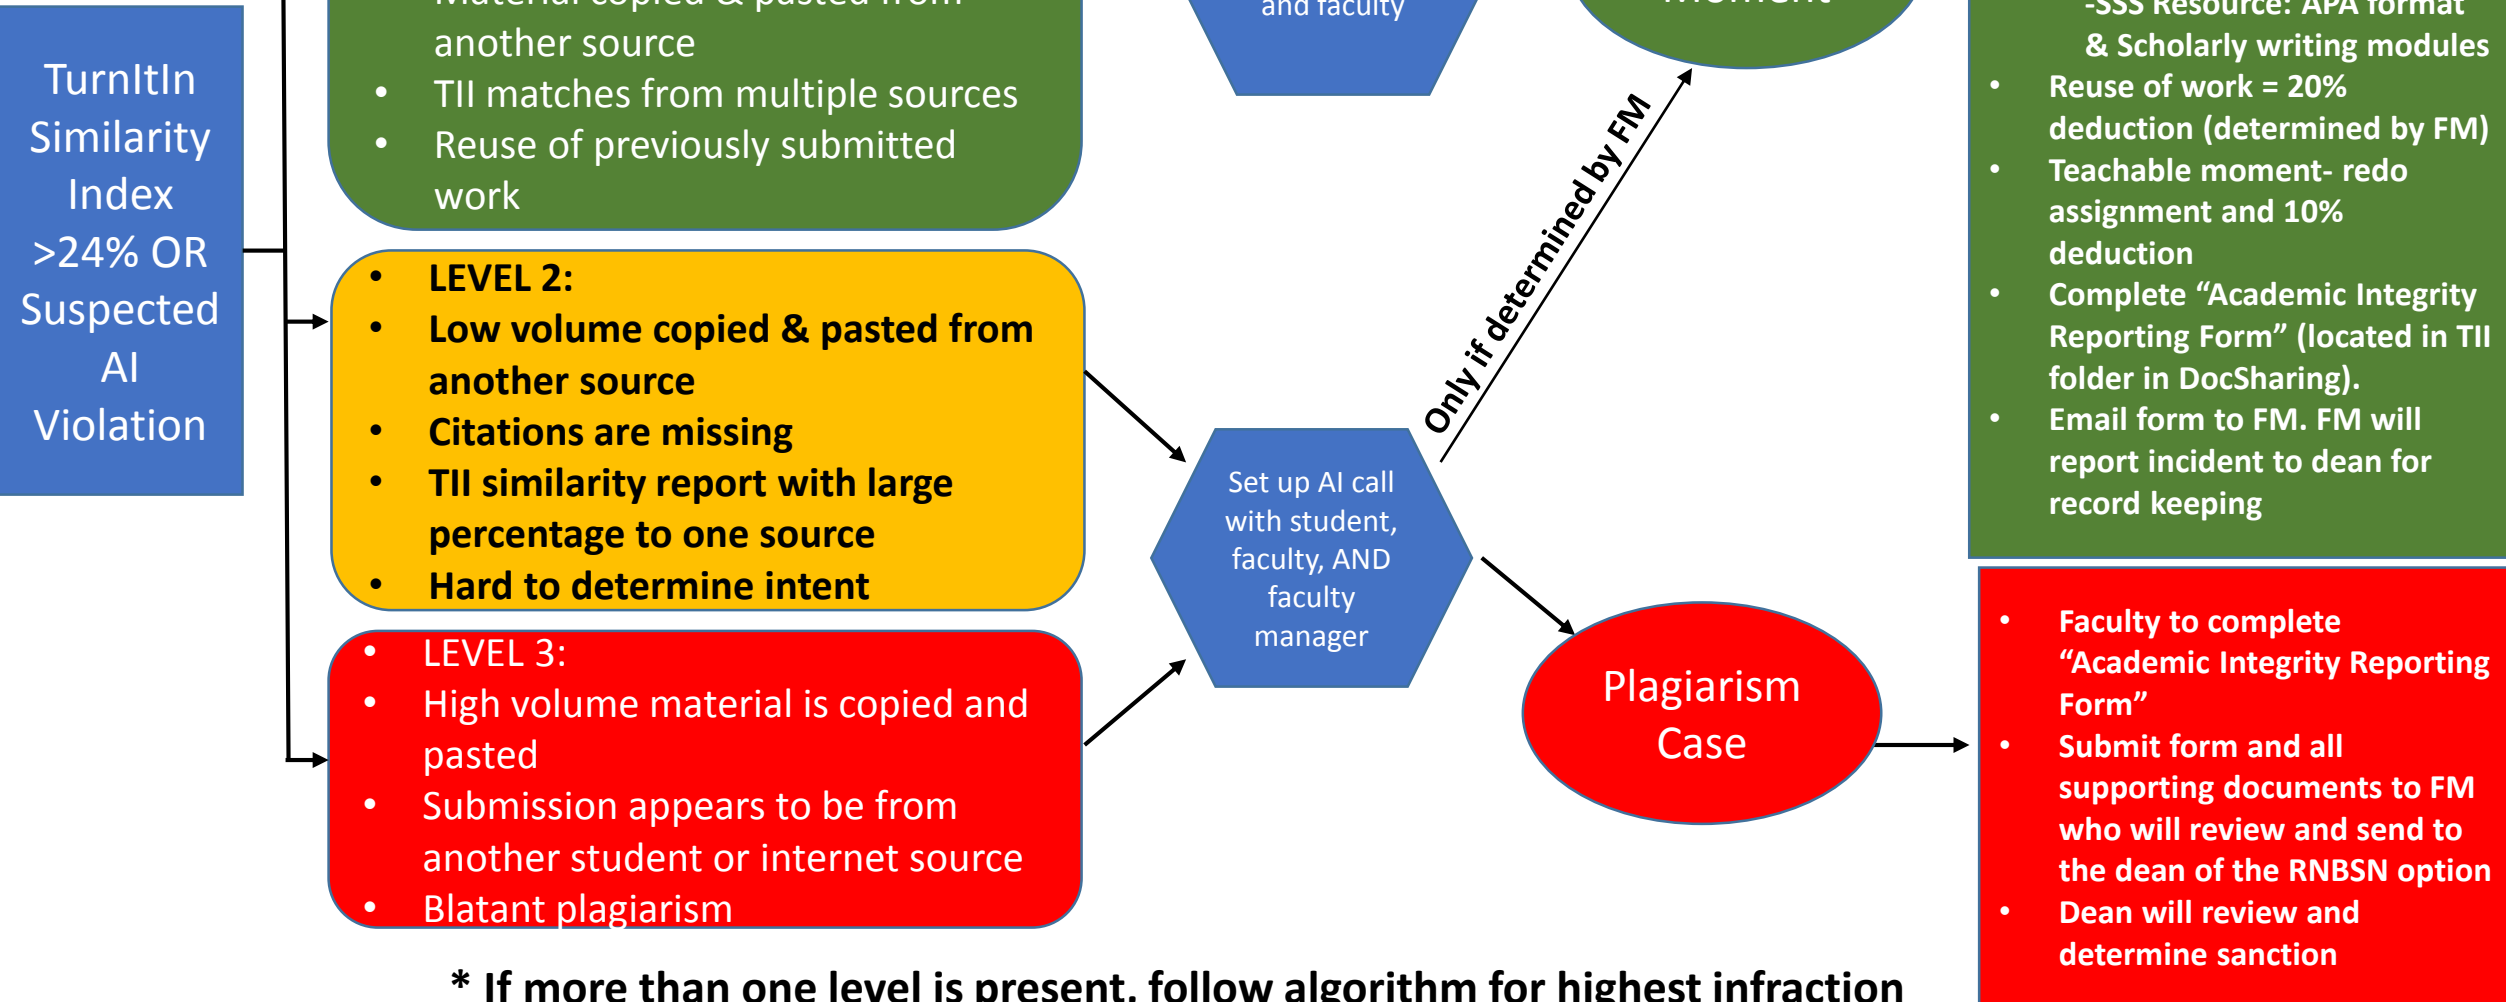 TurnItIn
Similarity
Index
>24% OR
Suspected
AI
Violation
Material copied & pasted from
another source
• TII matches from multiple sources
• Reuse of previously submitted
work
• LEVEL 2:
• Low volume copied & pasted from
another source
• Citations are missing
• TII similarity report with large
percentage to one source
• Hard to determine intent
• LEVEL 3:
• High volume material is copied and
pasted
• Submission appears to be from
another student or internet source
• Blatant plagiarism
and faculty
Set up AI call
with student,
faculty, AND
faculty
manager
Only if determined by FM
Moment
Plagiarism
Case
-SSS Resource: APA format
& Scholarly writing modules
• Reuse of work = 20%
deduction (determined by FM)
• Teachable moment- redo
assignment and 10%
deduction
• Complete “Academic Integrity
Reporting Form” (located in TII
folder in DocSharing).
• Email form to FM. FM will
report incident to dean for
record keeping
• Faculty to complete
“Academic Integrity Reporting
Form”
• Submit form and all
supporting documents to FM
who will review and send to
the dean of the RNBSN option
• Dean will review and
determine sanction
* If more than one level is present, follow algorithm for highest infraction